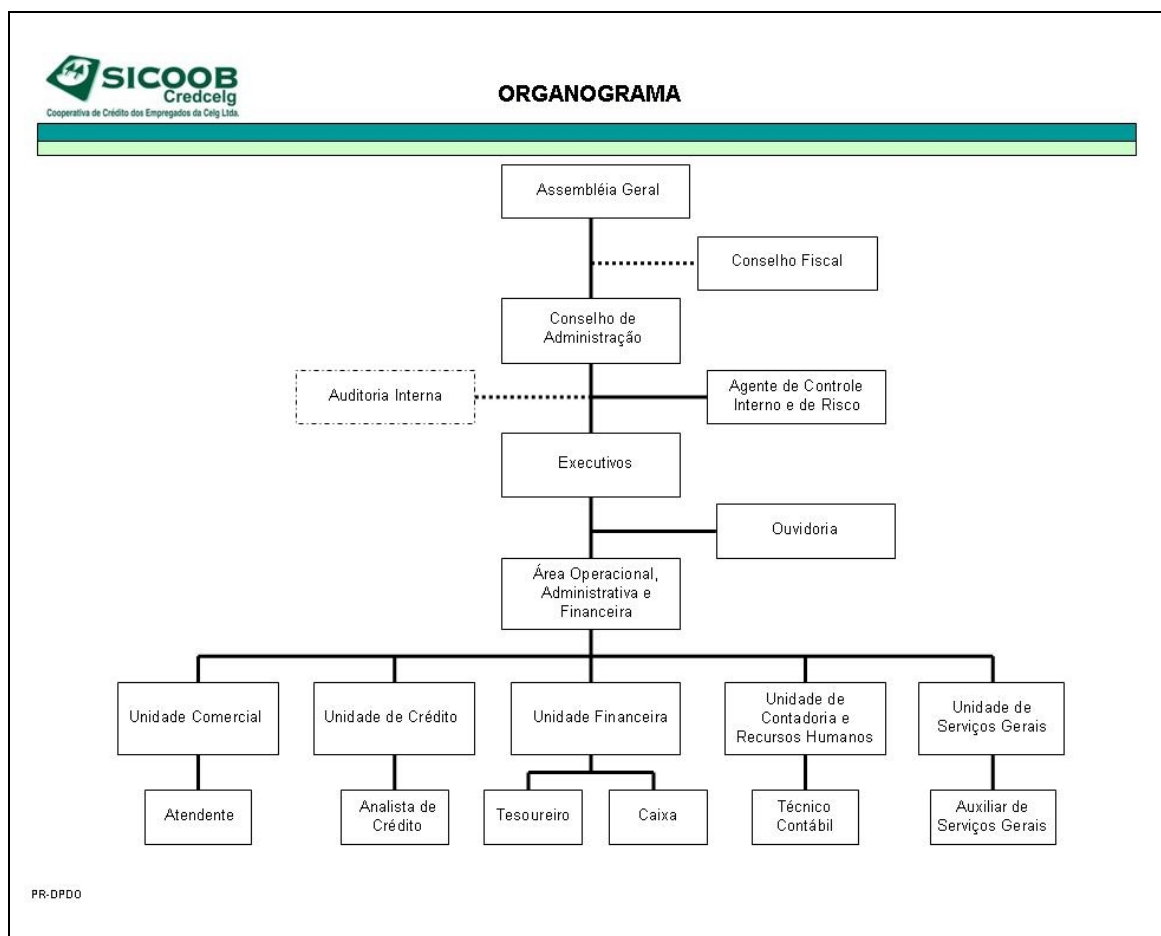 SICOOB
Credcelg
Cooperativa de Crédito dos Empregados da Celg Ltda.
ORGANOGRAMA
Assembléia Geral
Conselho Fiscal
Conselho de
Administração
Auditoria Interna
Agente de Controle
Interno e de Risco
Executivos
Ouvidoria
Área Operacional,
Administrativa e
Financeira
Unidade Comercial
Unidade de Crédito
Unidade Financeira
Unidade de
Contadoria e
Recursos Humanos
Unidade de
Serviços Gerais
Atendente
Analista de
Crédito
Tesoureiro
Caixa
Técnico
Contábil
Auxiliar de
Serviços Gerais
PR-DPDO